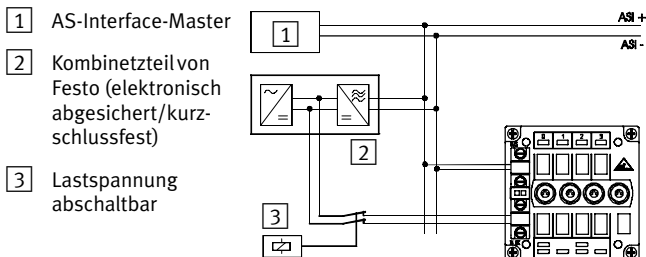 1 AS-Interface-Master
2 Kombinetzteil von
Festo (elektronisch
abgesichert/kurz-
schlussfest)
3 Lastspannung
abschaltbar
ASI +
ASI -
1
2
3
0 1 2 3